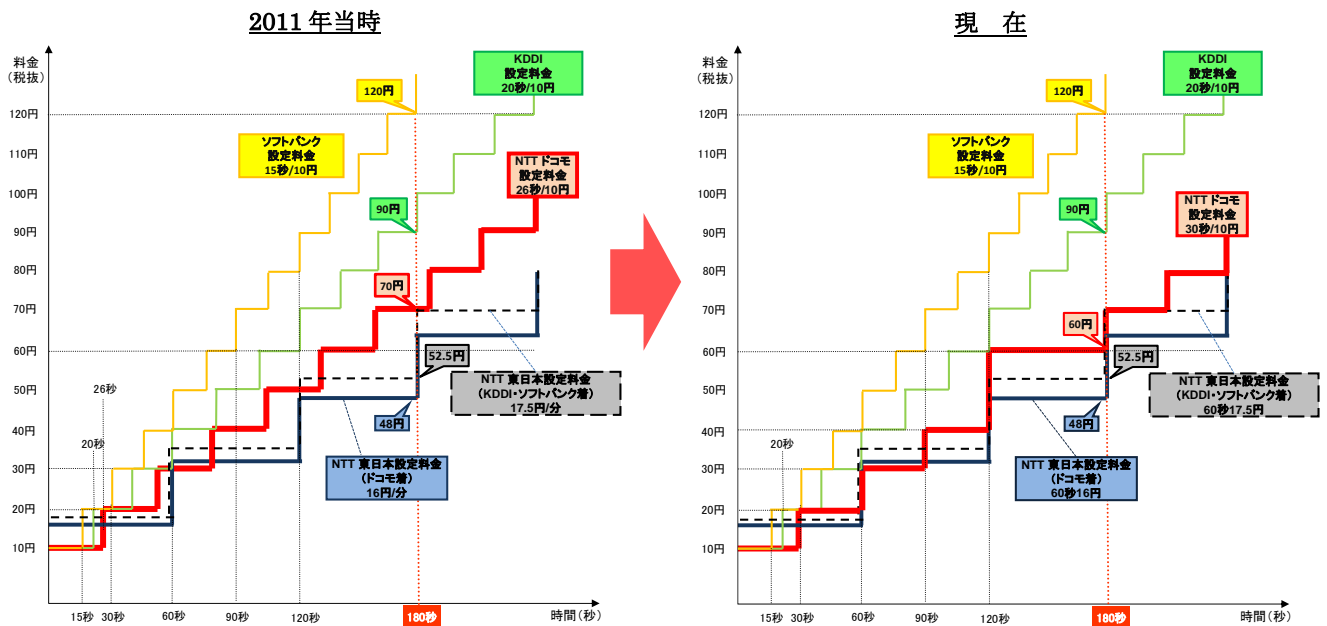 2011年当時
料金
(税抜)
120円
110円
100円
90円
80円
70円
60円
50円
40円
30円
20円
10円
KDDI
設定料金
20秒/10円
120円
ソフトバンク
設定料金
15秒/10円
NTTドコモ
設定料金
26秒/10円
90円
70円
52.5円
NTT 東日本設定料金
(KDDI・ソフトバンク着)
17.5円/分
48円
NTT 東日本設定料金
(ドコモ着)
16円/分
26秒
20秒
15秒
30秒
60秒
90秒
120秒
180秒
時間(秒)
現 在
料金
(税抜)
120円
110円
100円
90円
80円
70円
60円
50円
40円
30円
20円
10円
KDDI
設定料金
20秒/10円
120円
ソフトバンク
設定料金
15秒/10円
NTTドコモ
設定料金
30秒/10円
90円
60円
52.5円
NTT 東日本設定料金
(KDDI・ソフトバンク着)
60秒17.5円
48円
NTT 東日本設定料金
(ドコモ着)
60秒16円
20秒
15秒
30秒
60秒
90秒
120秒
180秒
時間(秒)